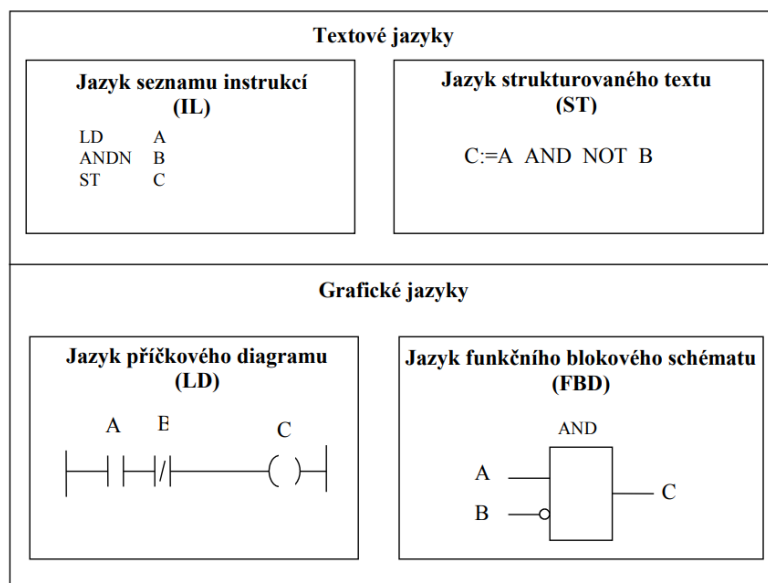 Textové jazyky
Jazyk seznamu instrukcí
(IL)
LD A
ANDN B
ST C
Jazyk strukturovaného textu
(ST)
C:=A AND NOT B
Grafické jazyky
Jazyk příčkového diagramu
(LD)
A B C
Jazyk funkčního blokového schématu
(FBD)
AND
A
B
C